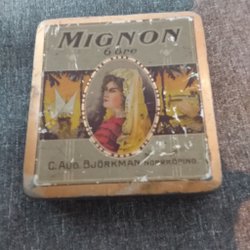 MIGNON
6 öre
C. Aug. Björkman Norrköping.